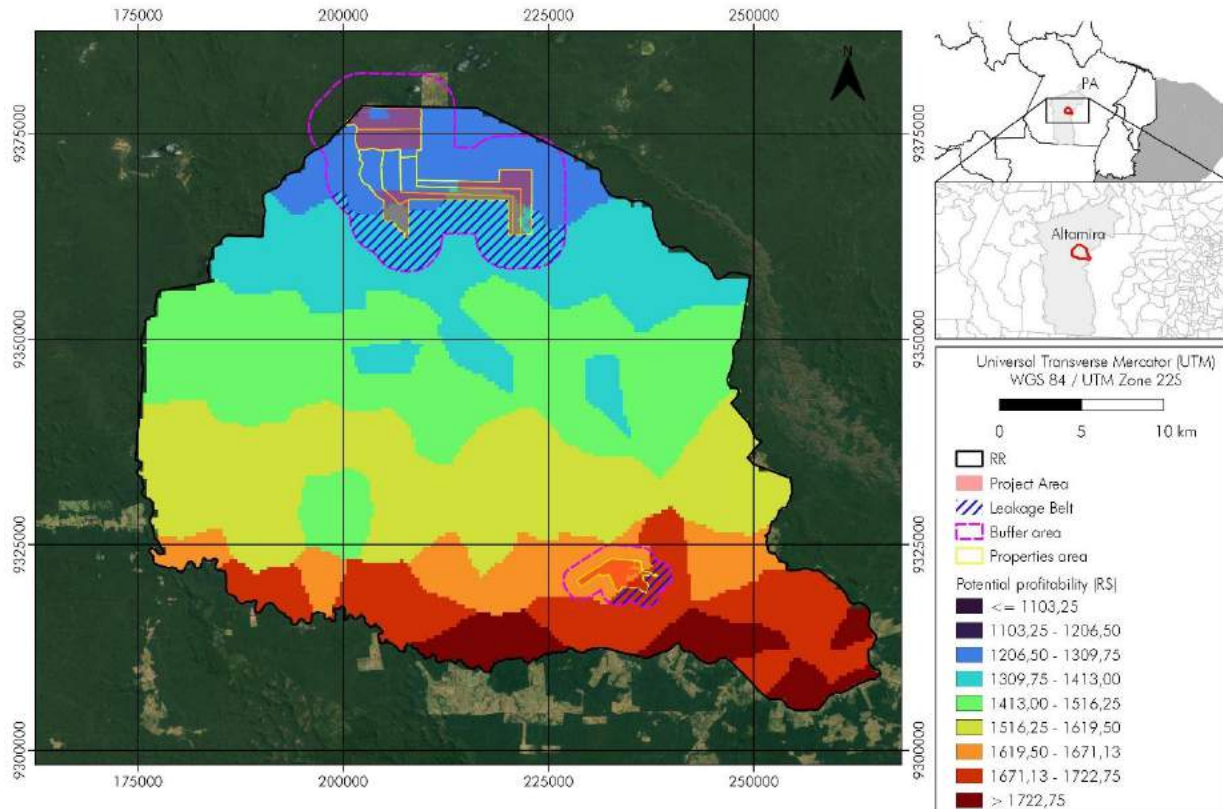 175000
200000
225000
250000
N
9375000
9375000
9350000
9350000
9325000
9325000
9300000
9300000
175000
200000
225000
250000
PA
Altamira
Universal Transverse Mercator (UTM)
WGS 84 / UTM Zone 22S
0 5 10 km
RR
Project Area
Leakage Belt
Buffer area
Properties area
Potential profitability (RS)
<= 1103,25
1103,25 - 1206,50
1206,50 - 1309,75
1309,75 - 1413,00
1413,00 - 1516,25
1516,25 - 1619,50
1619,50 - 1671,13
1671,13 - 1722,75
> 1722,75